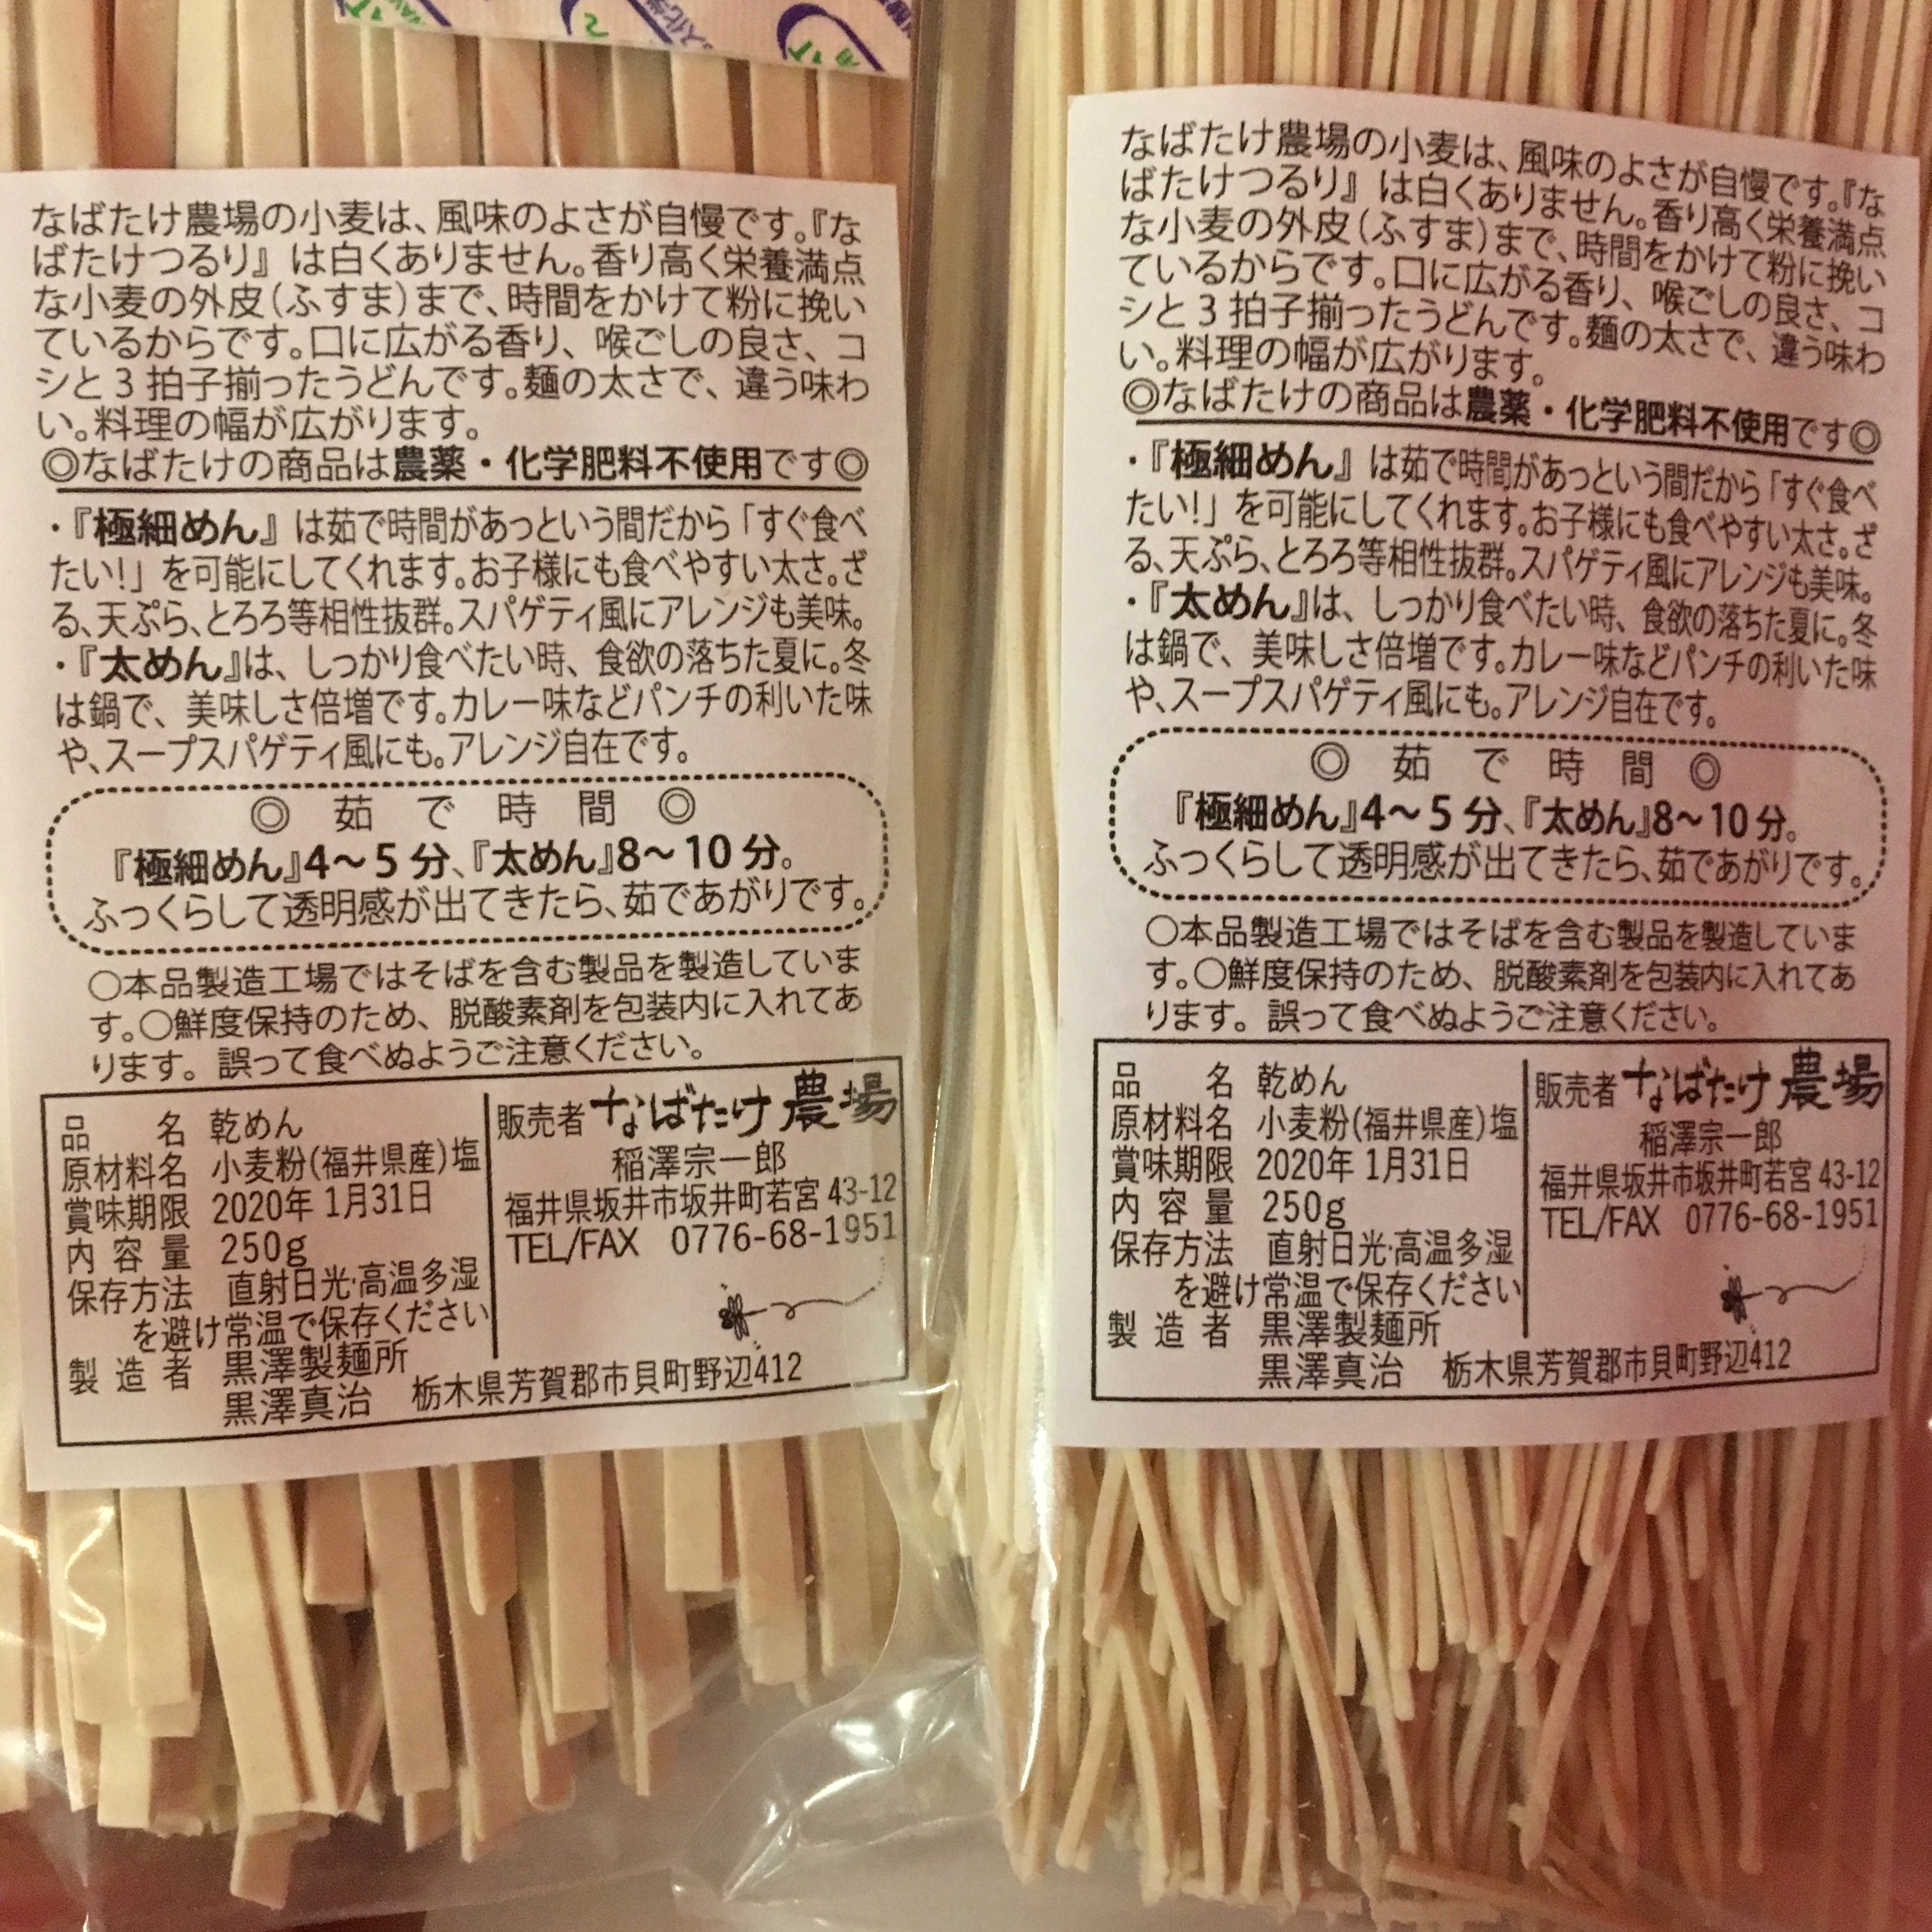 なばたけ農場の小麦は、風味のよさが自慢です。『な
ばたけつるり』は白くありません。香り高く栄養満点
な小麦の外皮(ふすま)まで、時間をかけて粉に挽い
ているからです。口に広がる香り、喉ごしの良さ、コ
シと3拍子揃ったうどんです。麺の太さで、違う味わ
い。料理の幅が広がります。
◎なばたけの商品は農薬・化学肥料不使用です◎
・『極細めん』は茹で時間があっという間だから「すぐ食べ
たい!」を可能にしてくれます。お子様にも食べやすい太さ。ざ
る、天ぷら、とろろ等相性抜群。スパゲティ風にアレンジも美味。
・『太めん』は、しっかり食べたい時、食欲の落ちた夏に。冬
は鍋で、美味しさ倍増です。カレー味などパンチの利いた味
や、スープスパゲティ風にも。アレンジ自在です。
◎ 茹 で 時 間 ◎
『極細めん』4〜5分、『太めん』8〜10分。
ふっくらして透明感が出てきたら、茹であがりです。
○本品製造工場ではそばを含む製品を製造していま
す。○鮮度保持のため、脱酸素剤を包装内に入れてあ
ります。誤って食べぬようご注意ください。
品 名 乾めん
原材料名 小麦粉(福井県産)塩
賞味期限 2020年 1月31日
内 容 量 250g
保存方法 直射日光・高温多湿
を避け常温で保存ください
製 造 者 黒澤製麺所
黒澤真治 栃木県芳賀郡市貝町野辺412
販売者 なばたけ農場
稲澤宗一郎
福井県坂井市坂井町若宮 43-12
TEL/FAX 0776-68-1951
なばたけ農場の小麦は、風味のよさが自慢です。『な
ばたけつるり』は白くありません。香り高く栄養満点
な小麦の外皮(ふすま)まで、時間をかけて粉に挽い
ているからです。口に広がる香り、喉ごしの良さ、コ
シと3拍子揃ったうどんです。麺の太さで、違う味わ
い。料理の幅が広がります。
◎なばたけの商品は農薬・化学肥料不使用です◎
・『極細めん』は茹で時間があっという間だから「すぐ食べ
たい!」を可能にしてくれます。お子様にも食べやすい太さ。ざ
る、天ぷら、とろろ等相性抜群。スパゲティ風にアレンジも美味。
・『太めん』は、しっかり食べたい時、食欲の落ちた夏に。冬
は鍋で、美味しさ倍増です。カレー味などパンチの利いた味
や、スープスパゲティ風にも。アレンジ自在です。
◎ 茹 で 時 間 ◎
『極細めん』4〜5分、『太めん』8〜10分。
ふっくらして透明感が出てきたら、茹であがりです。
○本品製造工場ではそばを含む製品を製造していま
す。○鮮度保持のため、脱酸素剤を包装内に入れてあ
ります。誤って食べぬようご注意ください。
品 名 乾めん
原材料名 小麦粉(福井県産)塩
賞味期限 2020年 1月31日
内 容 量 250g
保存方法 直射日光・高温多湿
を避け常温で保存ください
製 造 者 黒澤製麺所
黒澤真治 栃木県芳賀郡市貝町野辺412
販売者 なばたけ農場
稲澤宗一郎
福井県坂井市坂井町若宮 43-12
TEL/FAX 0776-68-1951